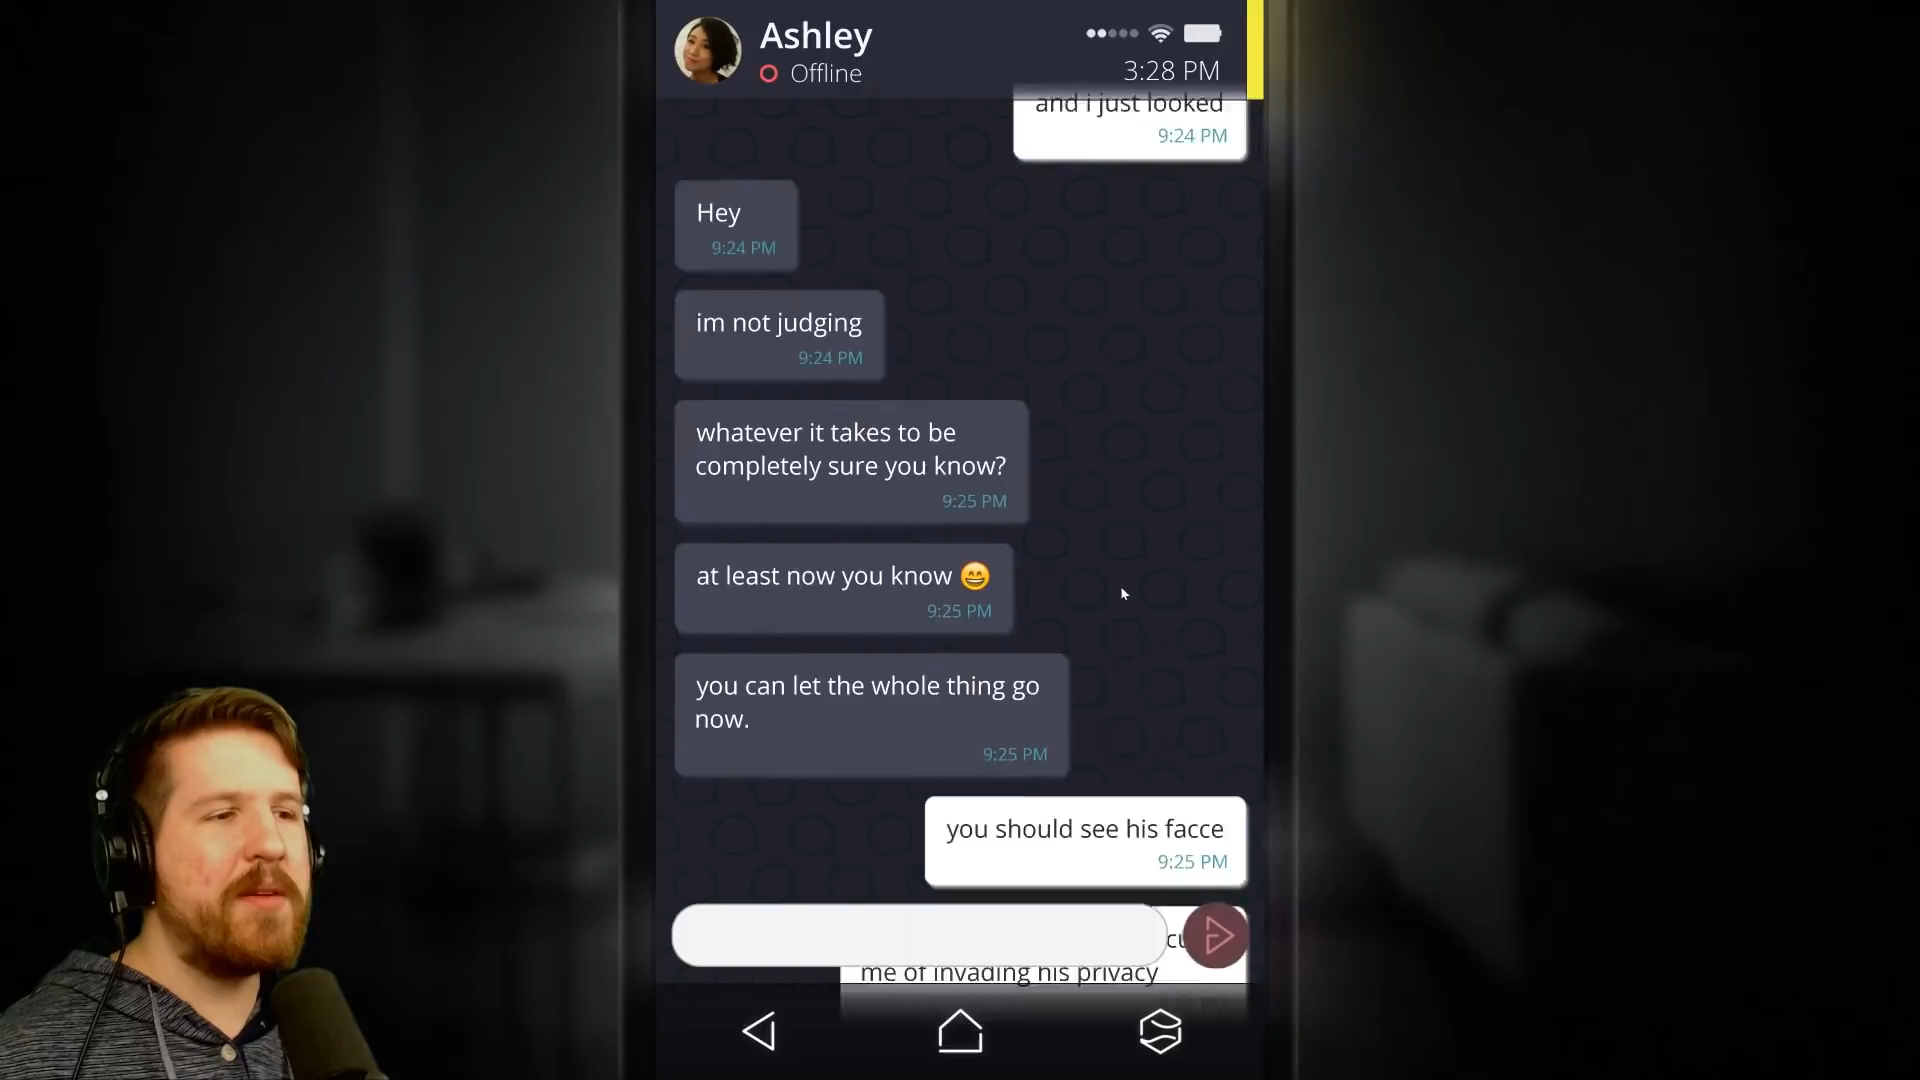 Ashley
Offline
3:28 PM
and i just looked
9:24 PM
Hey
9:24 PM
im not judging
9:24 PM
whatever it takes to be
completely sure you know?
9:25 PM
at least now you know 😄
9:25 PM
you can let the whole thing go
now.
9:25 PM
you should see his facce
9:25 PM
me of invading his privacy